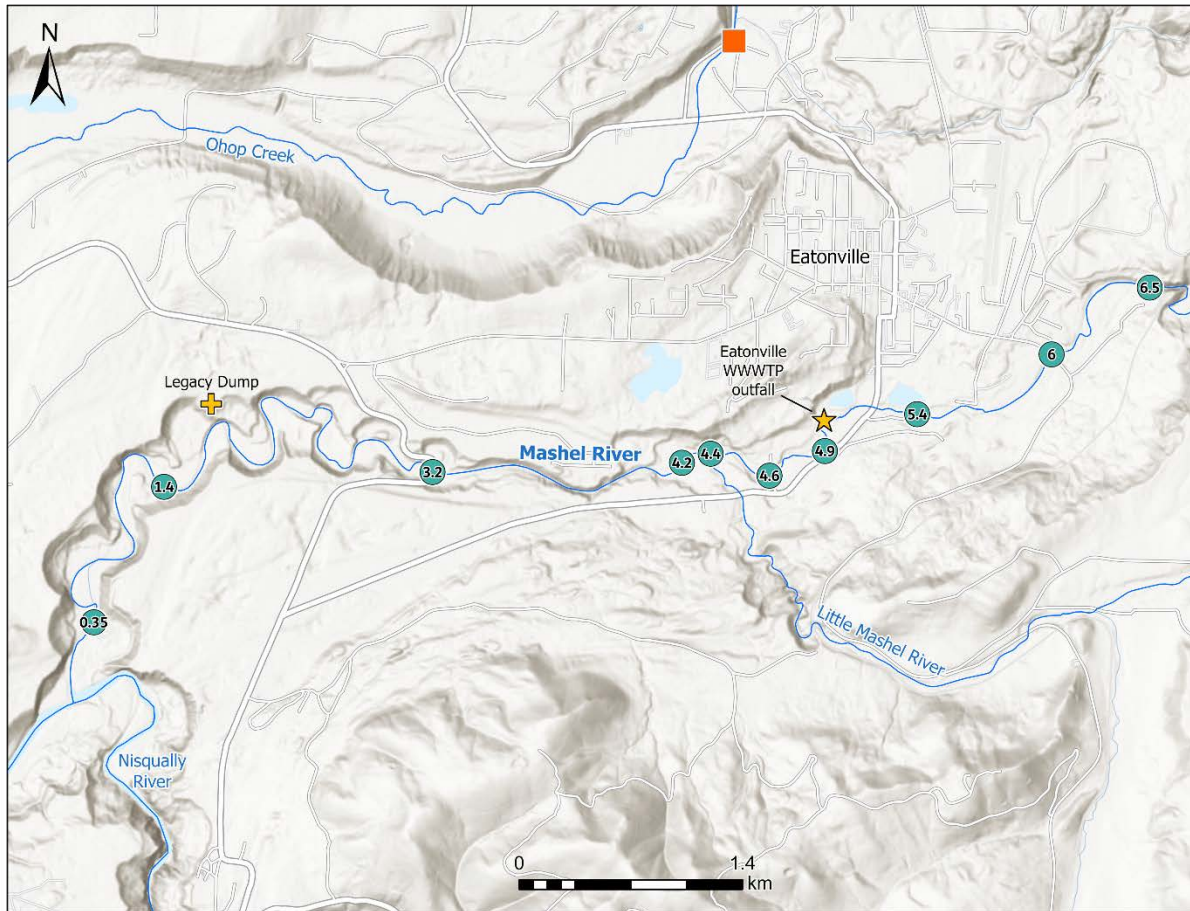 N
Ohop Creek
Eatonville
6.5
Eatonville
WWWTP
outfall
6
Legacy Dump
5.4
Mashel River
4.9
4.4
4.2
4.6
3.2
1.4
0.35
Little Mashel River
Nisqually
River
0
1.4
km